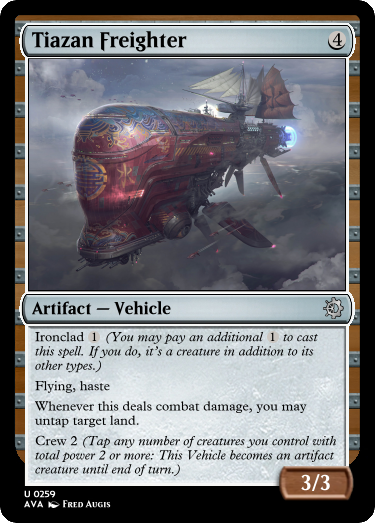 Tiazan Freighter 4
Artifact — Vehicle
Ironclad 1 (You may pay an additional 1 to cast
this spell. If you do, it's a creature in addition to its
other types.)
Flying, haste
Whenever this deals combat damage, you may
untap target land.
Crew 2 (Tap any number of creatures you control with
total power 2 or more: This Vehicle becomes an artifact
creature until end of turn.)
3/3
U 0259
AVA Fred Augis